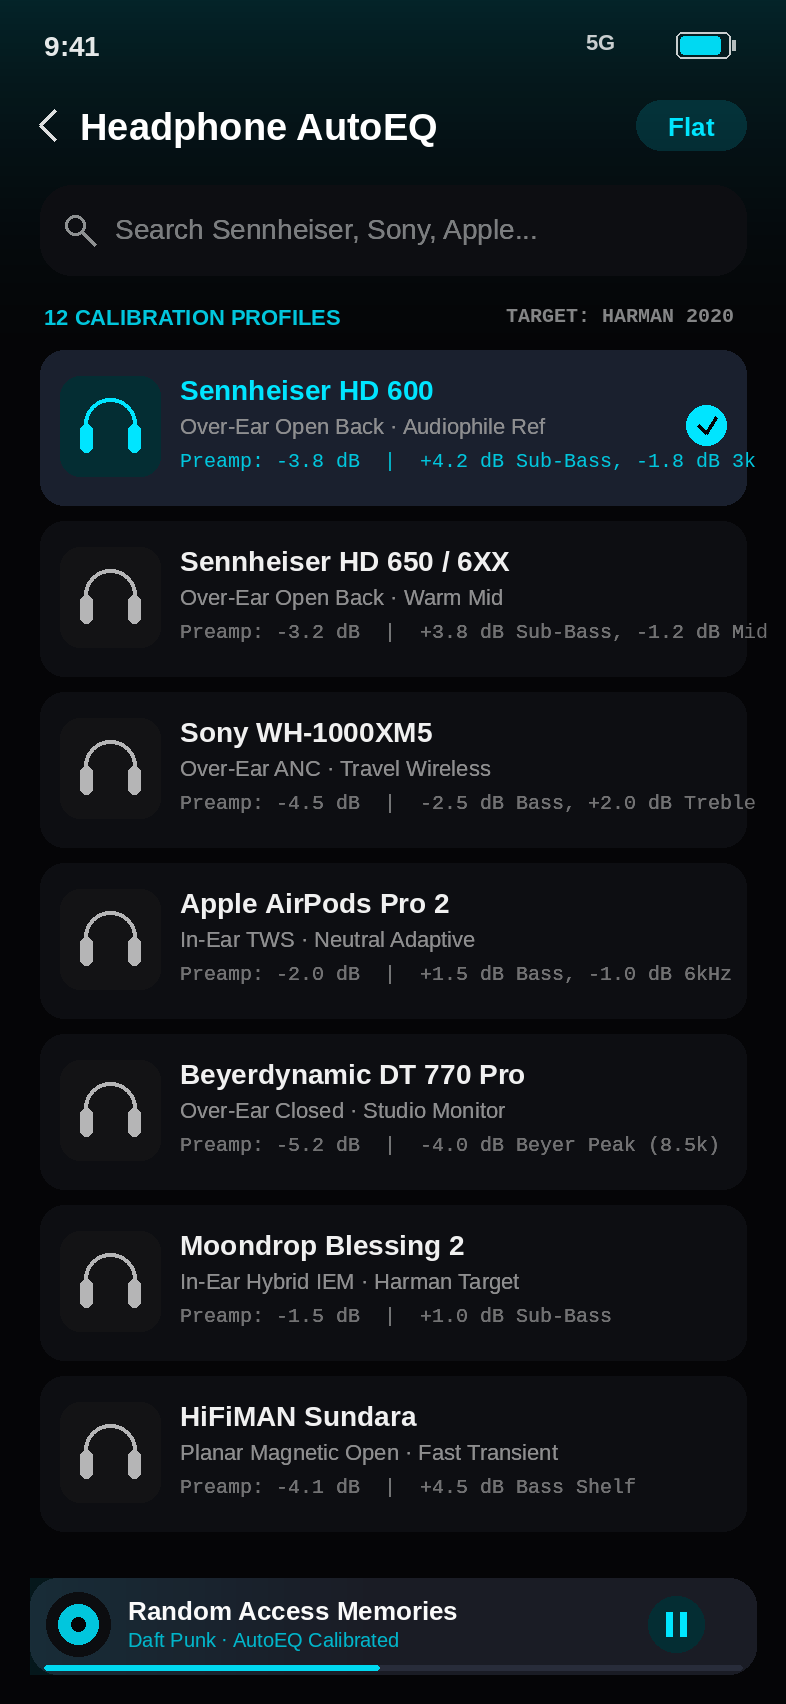 9:41
5G
Headphone AutoEQ
Flat
Search Sennheiser, Sony, Apple...
12 CALIBRATION PROFILES
TARGET: HARMAN 2020
Sennheiser HD 600
Over-Ear Open Back · Audiophile Ref
Preamp: -3.8 dB | +4.2 dB Sub-Bass, -1.8 dB 3k
Sennheiser HD 650 / 6XX
Over-Ear Open Back · Warm Mid
Preamp: -3.2 dB | +3.8 dB Sub-Bass, -1.2 dB Mid
Sony WH-1000XM5
Over-Ear ANC · Travel Wireless
Preamp: -4.5 dB | -2.5 dB Bass, +2.0 dB Treble
Apple AirPods Pro 2
In-Ear TWS · Neutral Adaptive
Preamp: -2.0 dB | +1.5 dB Bass, -1.0 dB 6kHz
Beyerdynamic DT 770 Pro
Over-Ear Closed · Studio Monitor
Preamp: -5.2 dB | -4.0 dB Beyer Peak (8.5k)
Moondrop Blessing 2
In-Ear Hybrid IEM · Harman Target
Preamp: -1.5 dB | +1.0 dB Sub-Bass
HiFiMAN Sundara
Planar Magnetic Open · Fast Transient
Preamp: -4.1 dB | +4.5 dB Bass Shelf
Random Access Memories
Daft Punk · AutoEQ Calibrated